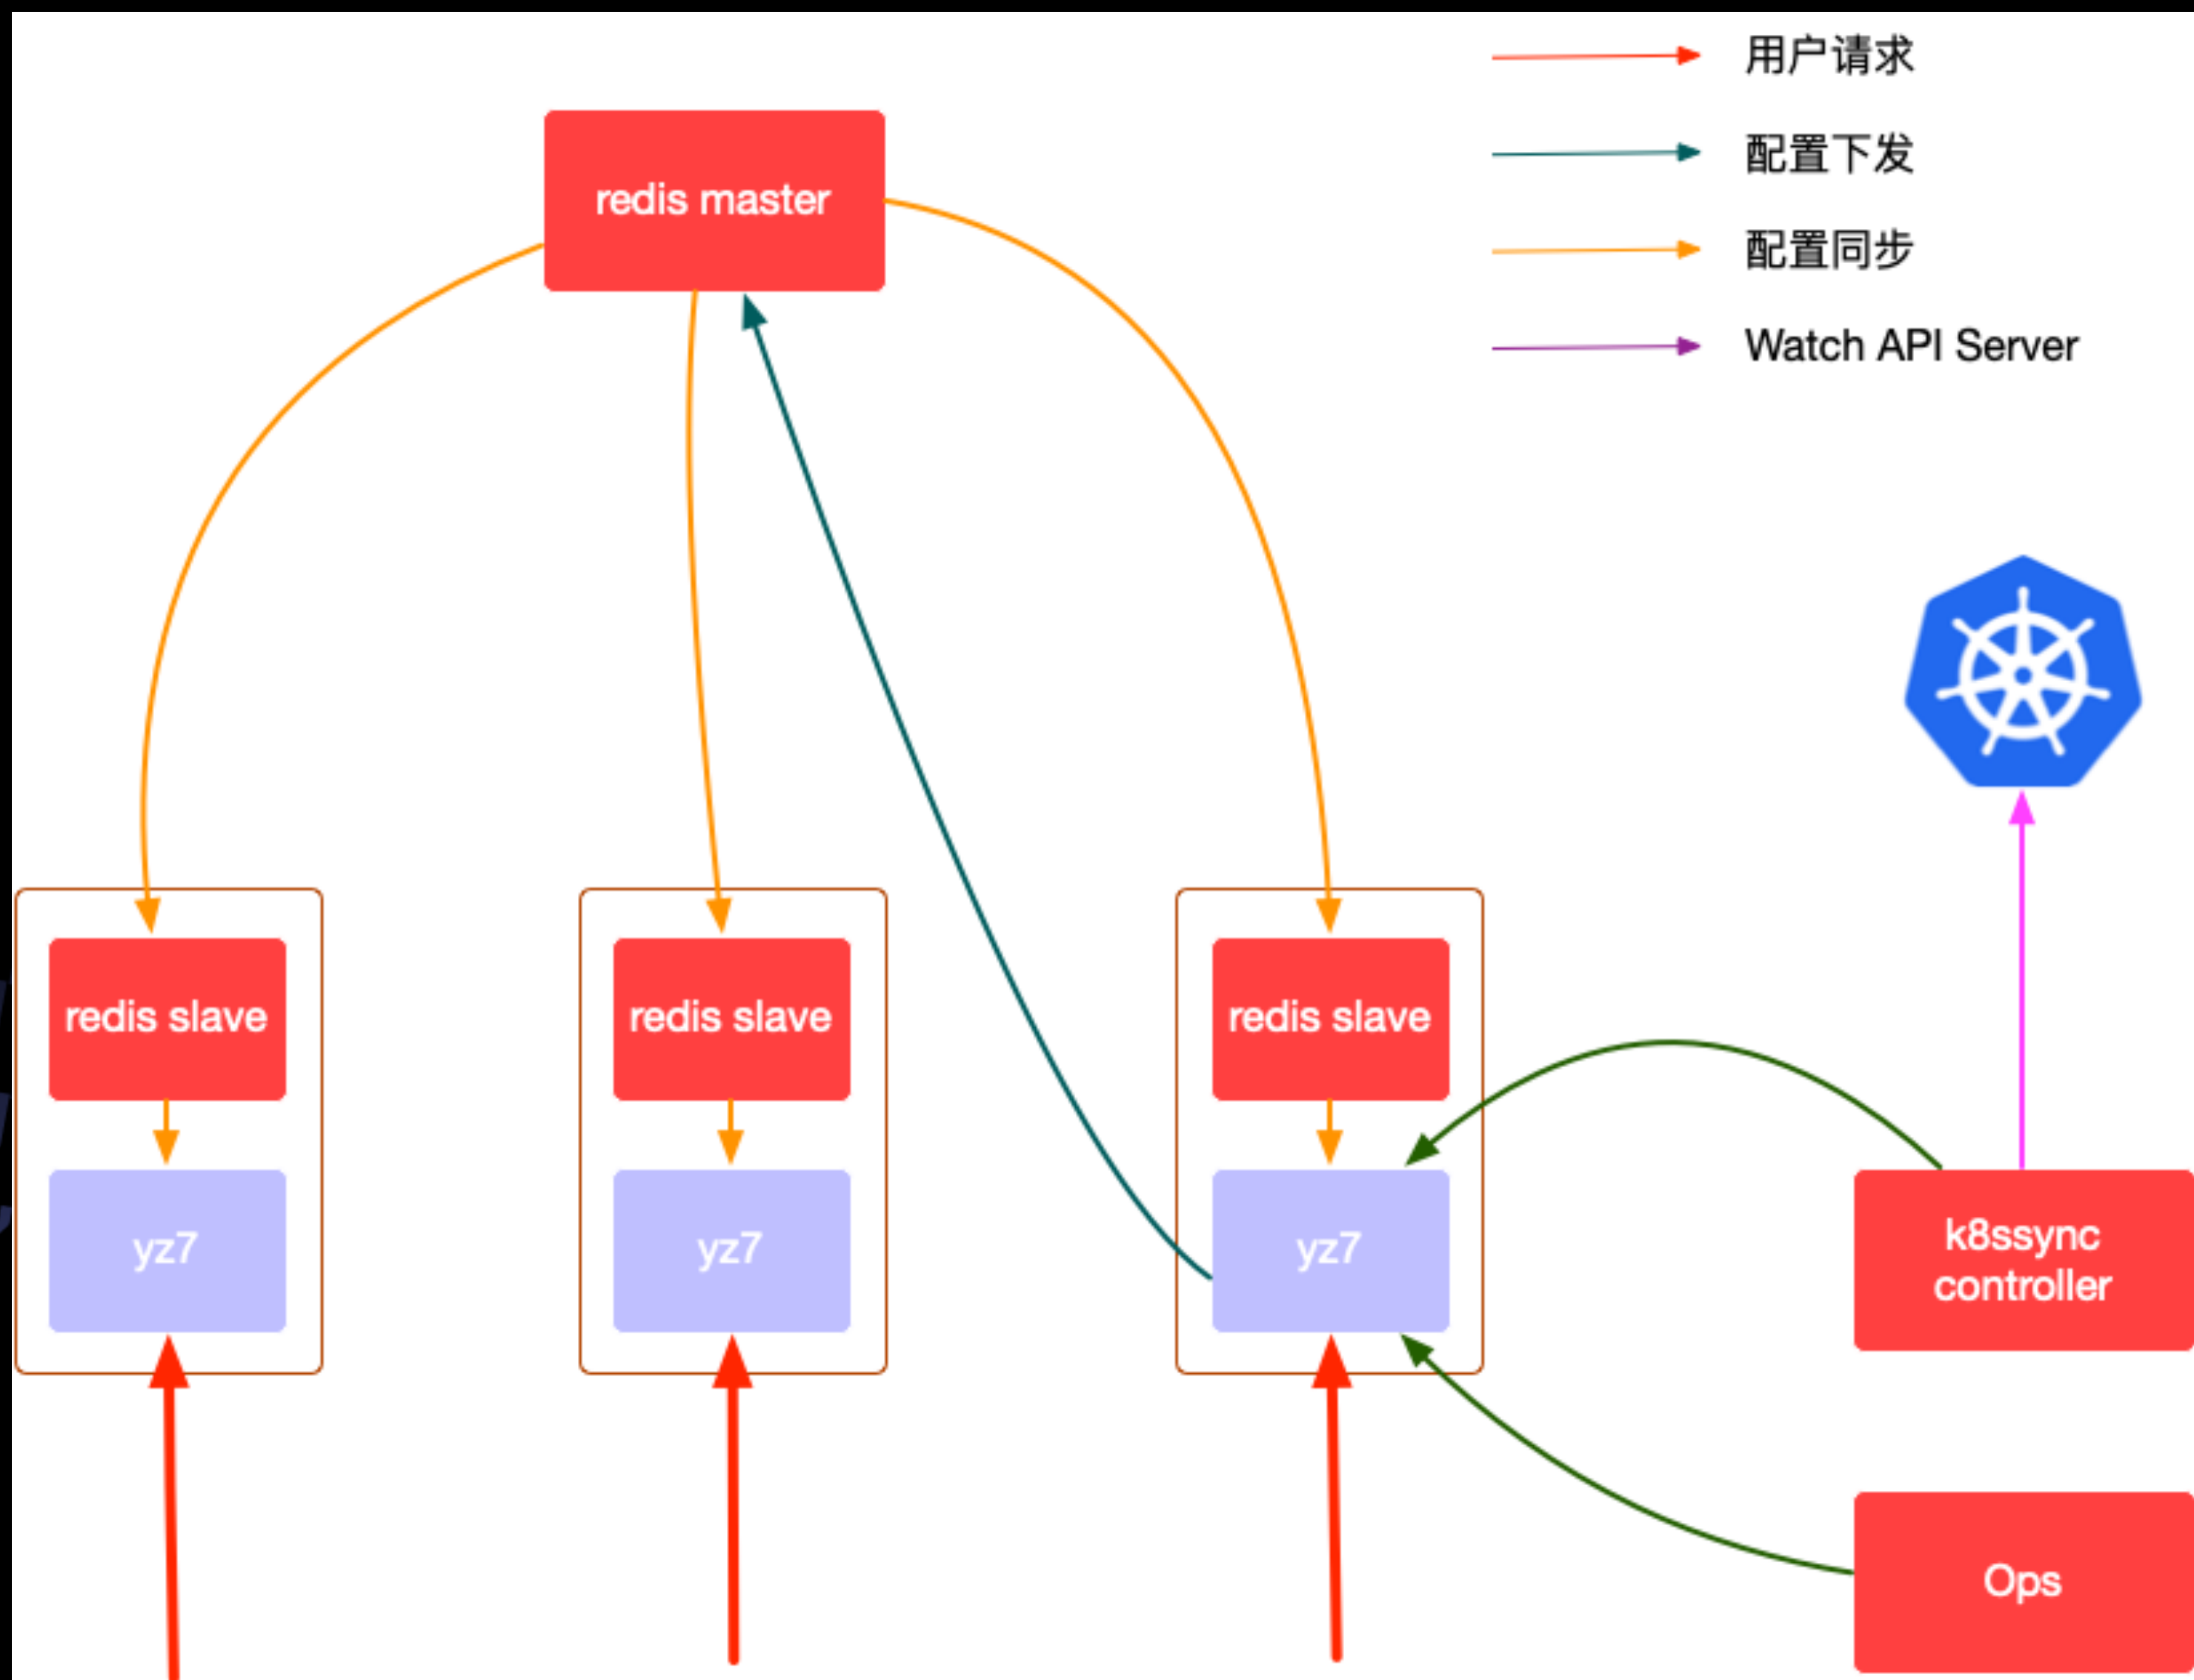 用户请求
配置下发
配置同步
Watch API Server
redis master
redis slave
redis slave
redis slave
yz7
yz7
yz7
k8ssync
controller
Ops